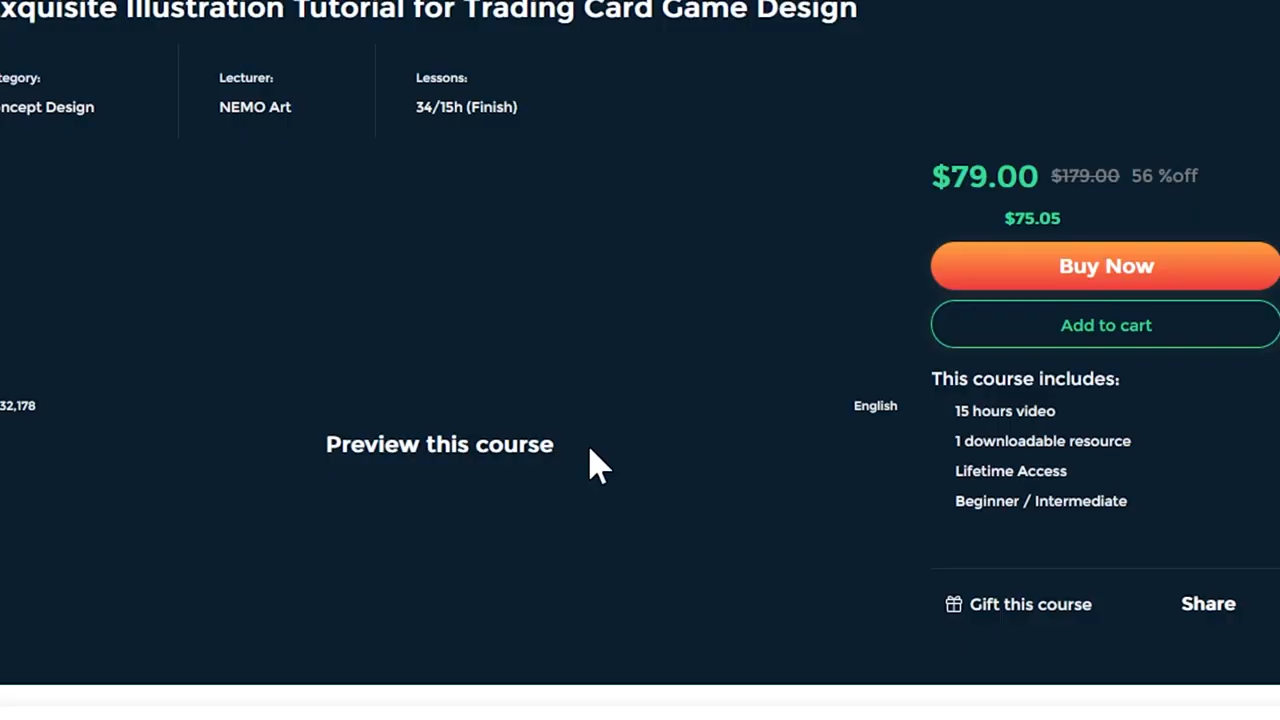 xquisite Illustration Tutorial for Trading Card Game Design
tegory:
ncept Design
Lecturer:
NEMO Art
Lessons:
34/15h (Finish)
$79.00 $179.00 56 %off
$75.05
Buy Now
Add to cart
This course includes:
15 hours video
1 downloadable resource
Lifetime Access
Beginner / Intermediate
32,178
English
Preview this course
Gift this course
Share